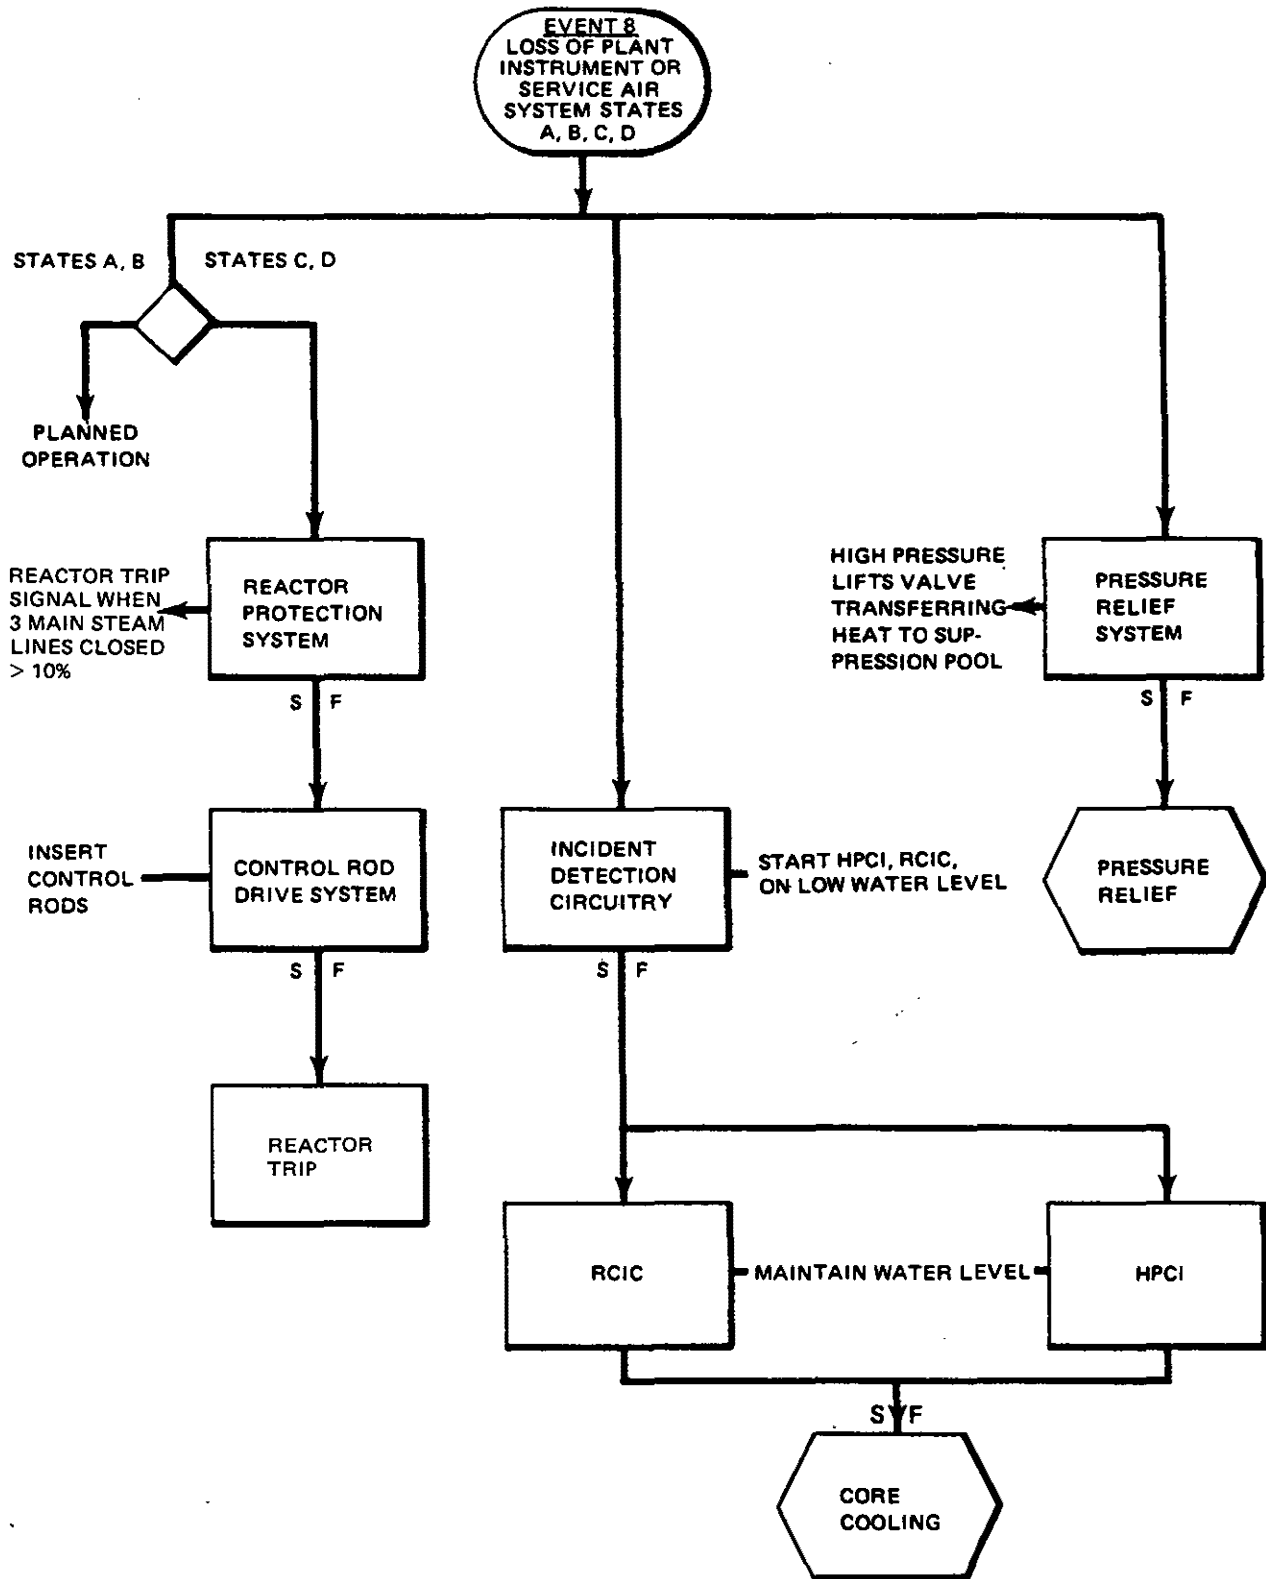 EVENT 8
LOSS OF PLANT
INSTRUMENT OR
SERVICE AIR
SYSTEM STATES
A, B, C, D
STATES A, B
STATES C, D
PLANNED
OPERATION
REACTOR TRIP
SIGNAL WHEN
3 MAIN STEAM
LINES CLOSED
> 10%
REACTOR
PROTECTION
SYSTEM
HIGH PRESSURE
LIFTS VALVE
TRANSFERRING
HEAT TO SUP-
PRESSION POOL
PRESSURE
RELIEF
SYSTEM
S F
S F
INSERT
CONTROL
RODS
CONTROL ROD
DRIVE SYSTEM
INCIDENT
DETECTION
CIRCUITRY
START HPCI, RCIC,
ON LOW WATER LEVEL
PRESSURE
RELIEF
S F
S F
REACTOR
TRIP
RCIC
MAINTAIN WATER LEVEL
HPCI
S F
CORE
COOLING